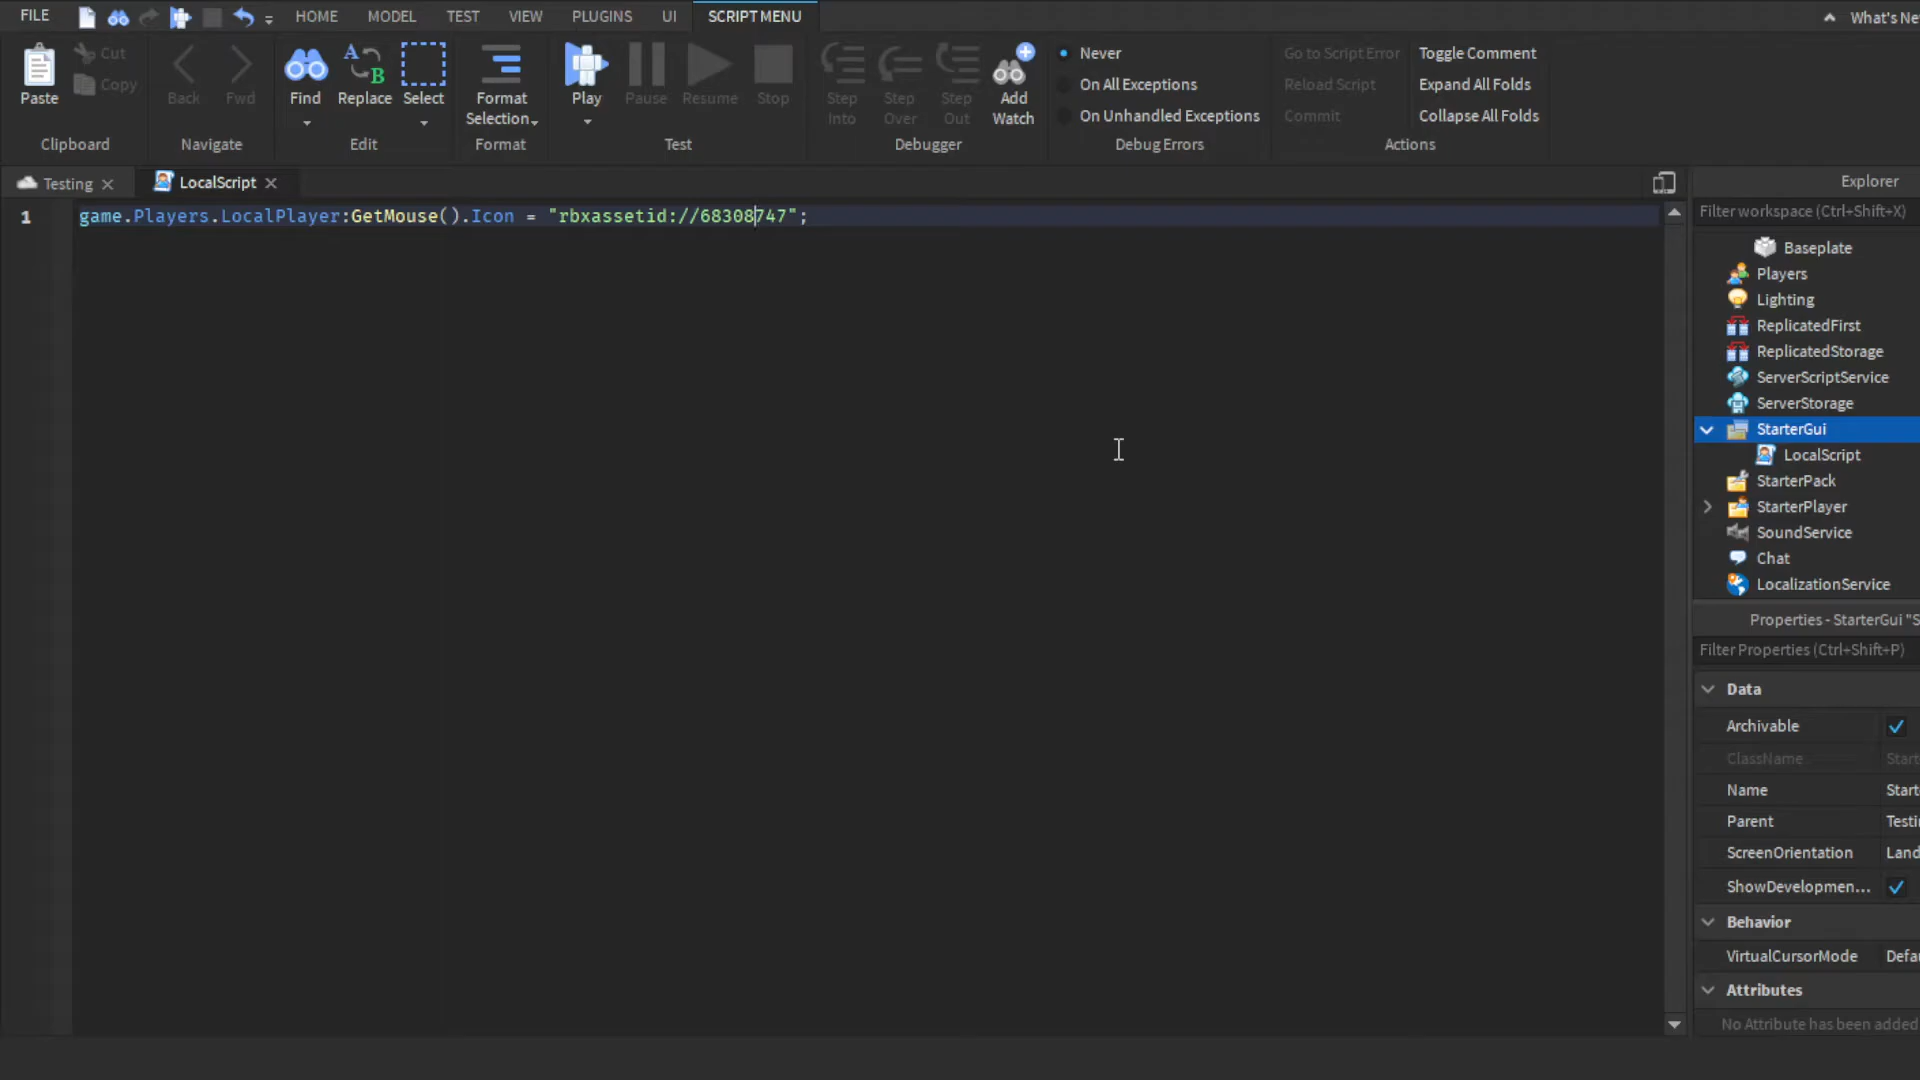 FILE
HOME
MODEL
TEST
VIEW
PLUGINS
UI
SCRIPT MENU
What's Ne
Paste
Cut
Copy
Clipboard
Back
Fwd
Navigate
Find
Replace
Select
Edit
Format
Selection
Format
Play
Pause
Resume
Stop
Test
Step
Into
Step
Over
Step
Out
Add
Watch
Debugger
Never
On All Exceptions
On Unhandled Exceptions
Debug Errors
Go to Script Error
Reload Script
Commit
Toggle Comment
Expand All Folds
Collapse All Folds
Actions
Testing
LocalScript
1
game.Players.LocalPlayer:GetMouse().Icon = "rbxassetid://68308747";
Explorer
Filter workspace (Ctrl+Shift+X)
Baseplate
Players
Lighting
ReplicatedFirst
ReplicatedStorage
ServerScriptService
ServerStorage
StarterGui
LocalScript
StarterPack
StarterPlayer
SoundService
Chat
LocalizationService
Properties - StarterGui "S
Filter Properties (Ctrl+Shift+P)
Data
Archivable
ClassName Start
Name Start
Parent Testi
ScreenOrientation Land
ShowDevelopmen...
Behavior
VirtualCursorMode Defa
Attributes
No Attribute has been added